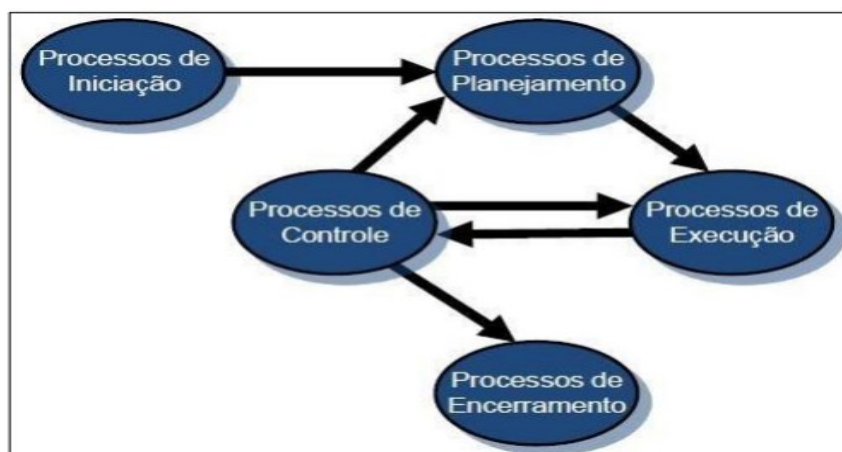 Processos de
Iniciação
Processos de
Planejamento
Processos de
Controle
Processos de
Execução
Processos de
Encerramento